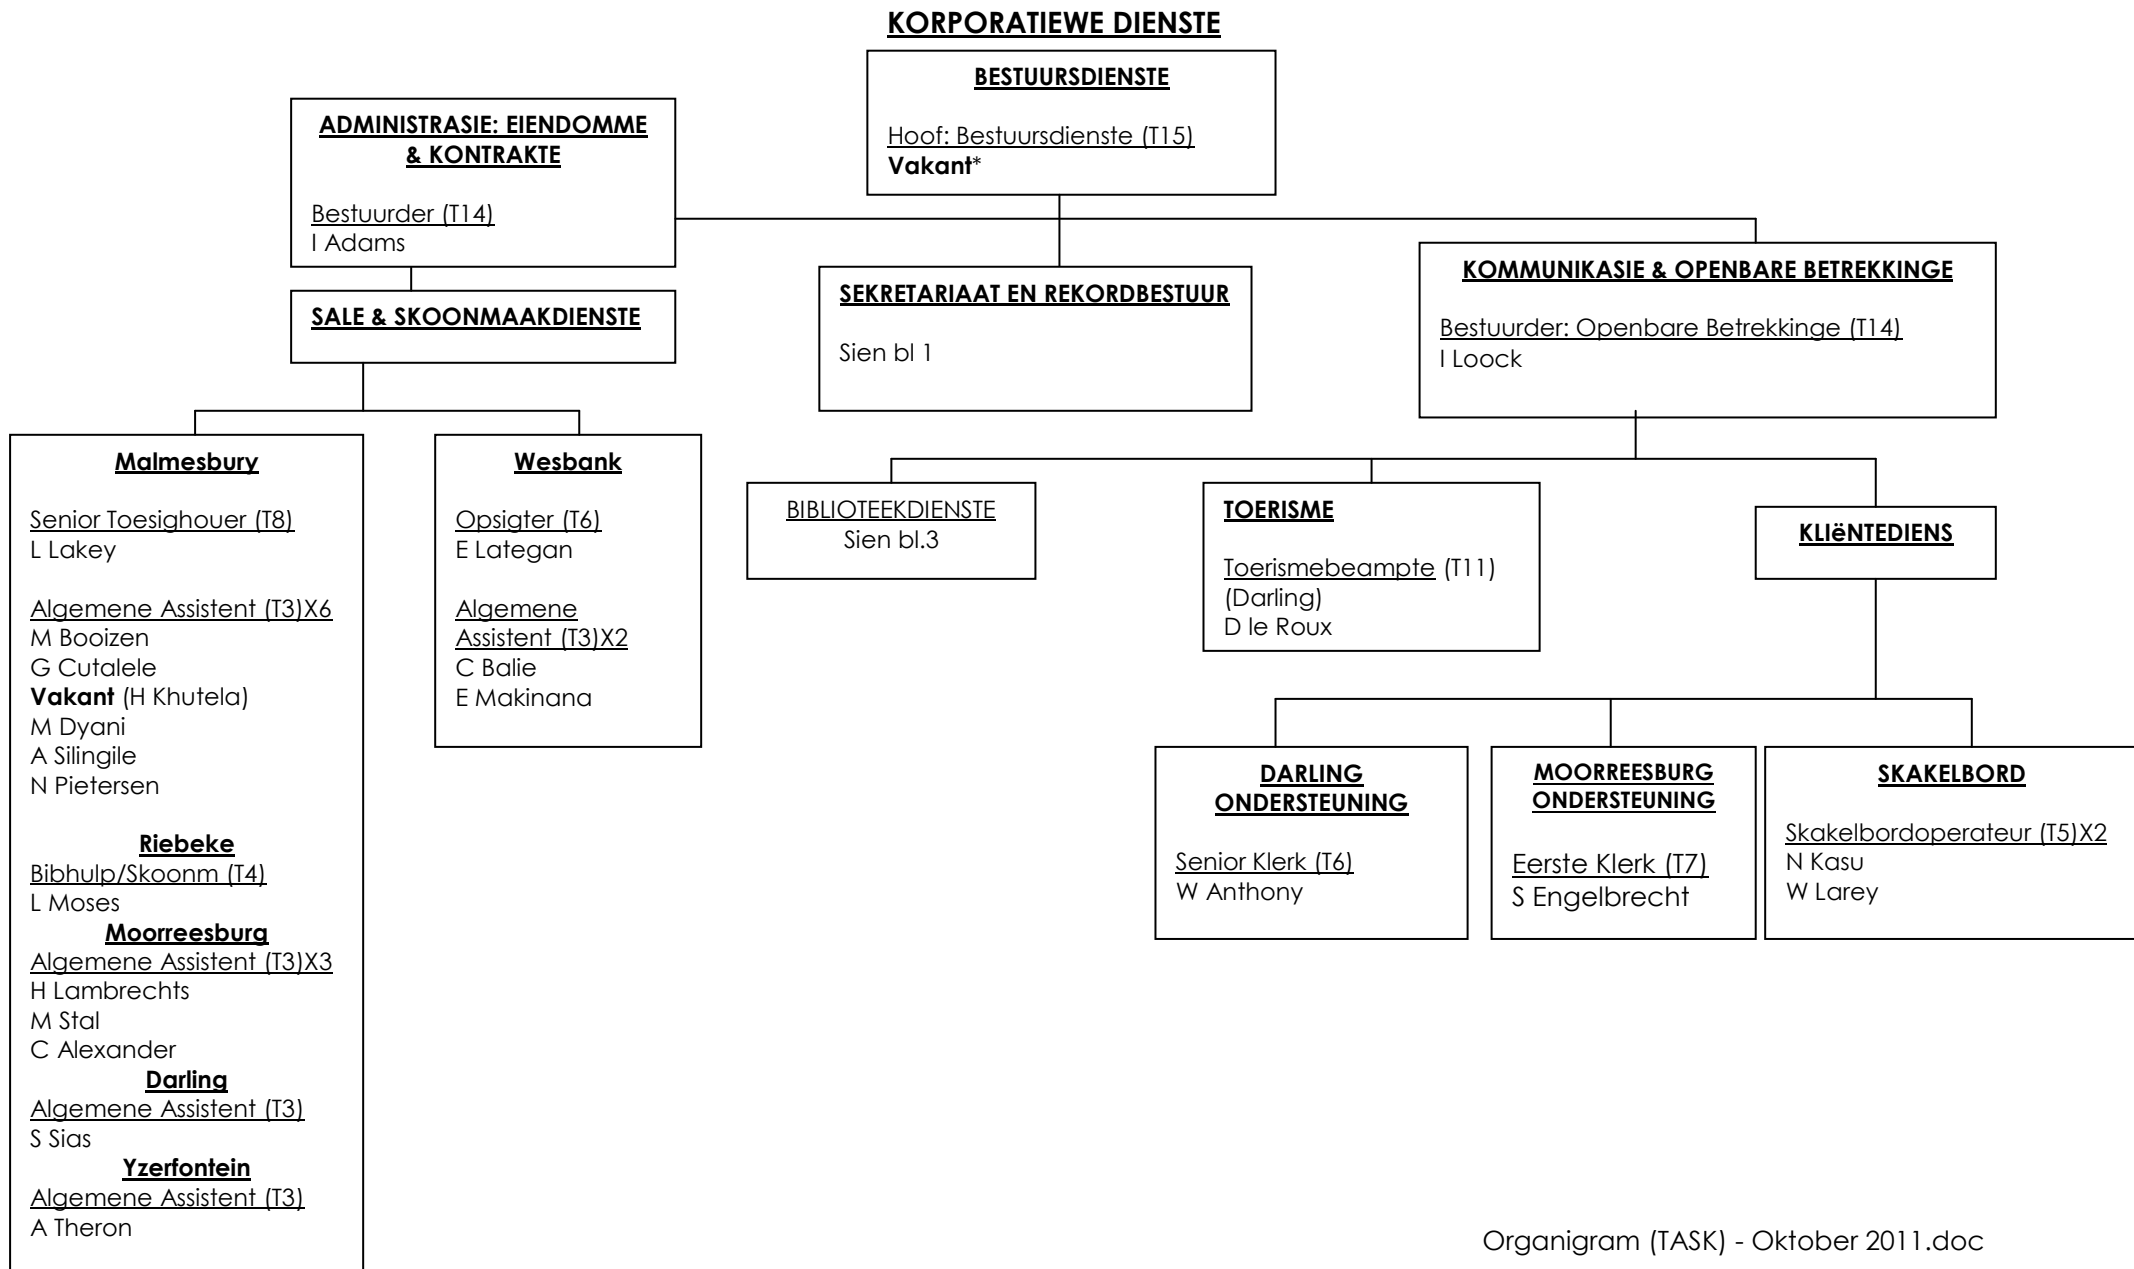 KORPORATIEWE DIENSTE
BESTUURSDIENSTE
Hoof: Bestuursdienste (T15)
Vakant*
ADMINISTRASIE: EIENDOMME
& KONTRAKTE
Bestuurder (T14)
I Adams
SALE & SKOONMAAKDIENSTE
SEKRETARIAAT EN REKORDBESTUUR
Sien bl 1
KOMMUNIKASIE & OPENBARE BETREKKINGE
Bestuurder: Openbare Betrekkinge (T14)
I Loock
Malmesbury
Senior Toesighouer (T8)
L Lakey
Algemene Assistent (T3)X6
M Booizen
G Cutalele
Vakant (H Khutela)
M Dyani
A Silingile
N Pietersen
Riebeke
Bibhulp/Skoonm (T4)
L Moses
Moorreesburg
Algemene Assistent (T3)X3
H Lambrechts
M Stal
C Alexander
Darling
Algemene Assistent (T3)
S Sias
Yzerfontein
Algemene Assistent (T3)
A Theron
Wesbank
Opsigter (T6)
E Lategan
Algemene
Assistent (T3)X2
C Balie
E Makinana
BIBLIOTEEKDIENSTE
Sien bl.3
TOERISME
Toerismebeampte (T11)
(Darling)
D le Roux
KLIëNTEDIENS
DARLING
ONDERSTEUNING
Senior Klerk (T6)
W Anthony
MOORREESBURG
ONDERSTEUNING
Eerste Klerk (T7)
S Engelbrecht
SKAKELBORD
Skakelbordoperateur (T5)X2
N Kasu
W Larey
Organigram (TASK) - Oktober 2011.doc